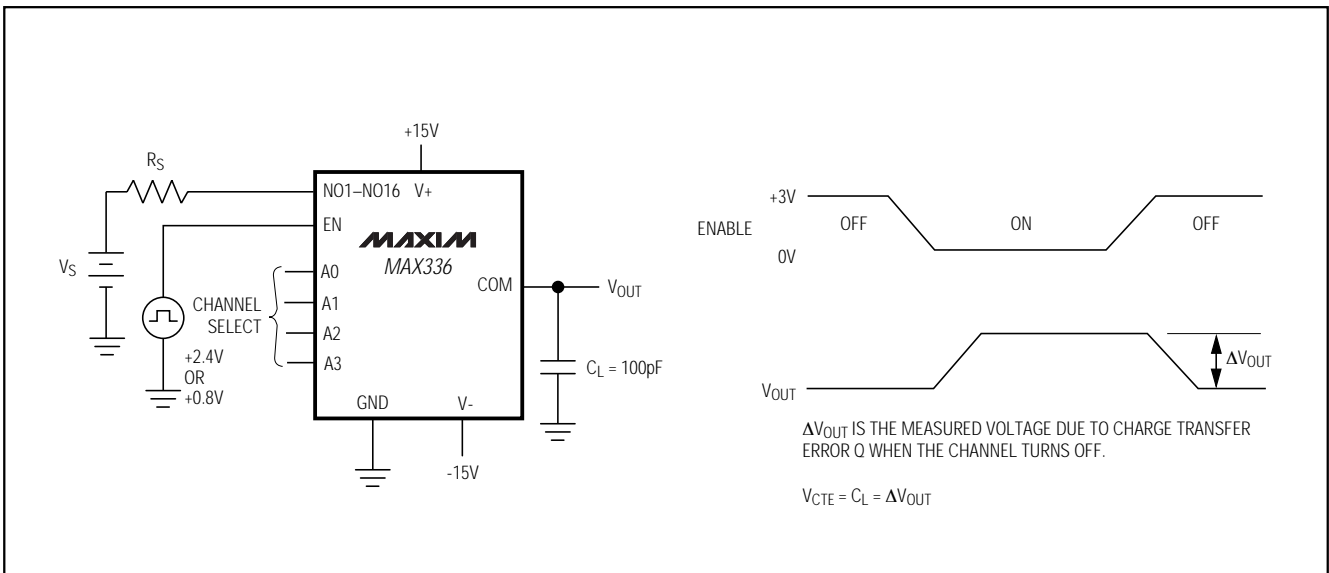 +15V
RS
NO1–NO16 V+
EN
MAXIM
MAX336
VS
A0
CHANNEL
SELECT
A1
A2
A3
COM
VOUT
+2.4V
OR
+0.8V
CL = 100pF
GND
V-
-15V
+3V
ENABLE
OFF
ON
OFF
0V
ΔVOUT
VOUT
ΔVOUT IS THE MEASURED VOLTAGE DUE TO CHARGE TRANSFER
ERROR Q WHEN THE CHANNEL TURNS OFF.
VCTE = CL = ΔVOUT